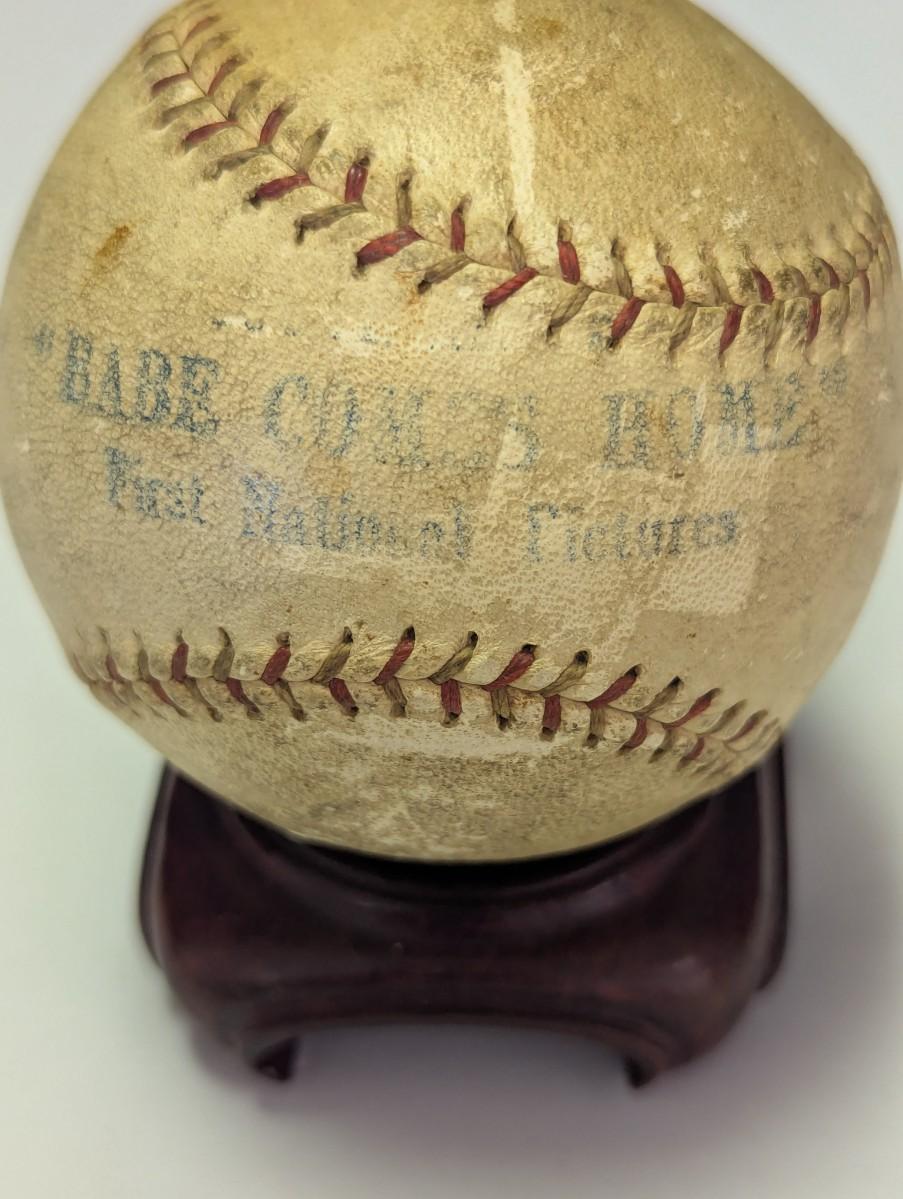 "BABE COMES HOME"
First National Pictures